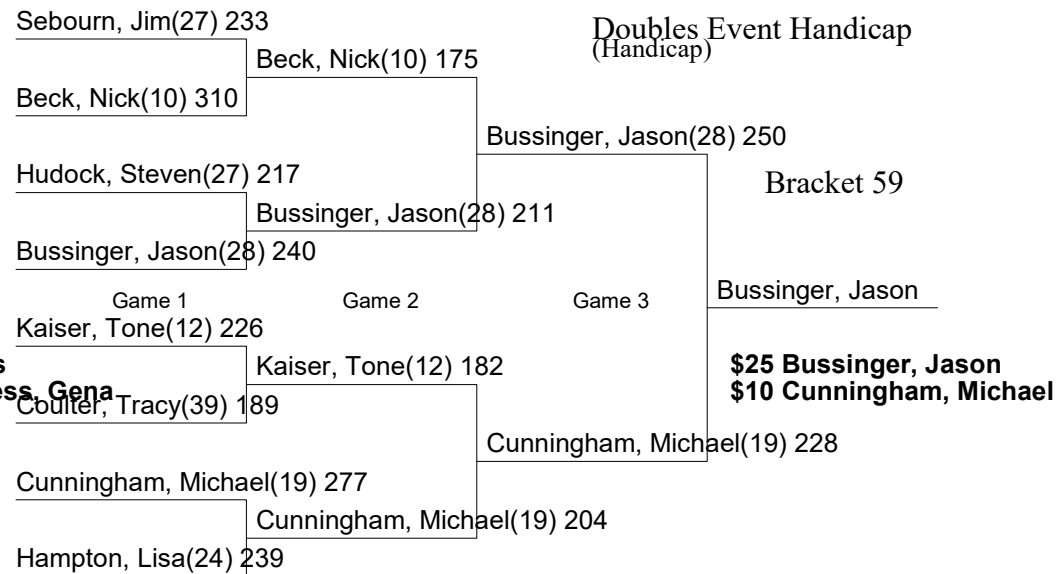 Sebourn, Jim(27) 233
Doubles Event Handicap
(Handicap)
Beck, Nick(10) 175
Beck, Nick(10) 310
Bussinger, Jason(28) 250
Hudock, Steven(27) 217
Bracket 59
Bussinger, Jason(28) 211
Bussinger, Jason(28) 240
Game 1 Game 2 Game 3
Bussinger, Jason
Kaiser, Tone(12) 226
Kaiser, Tone(12) 182
$25 Bussinger, Jason
Gena
$10 Cunningham, Michael
Coulter, Tracy(39) 189
Cunningham, Michael(19) 228
Cunningham, Michael(19) 277
Cunningham, Michael(19) 204
Hampton, Lisa(24) 239